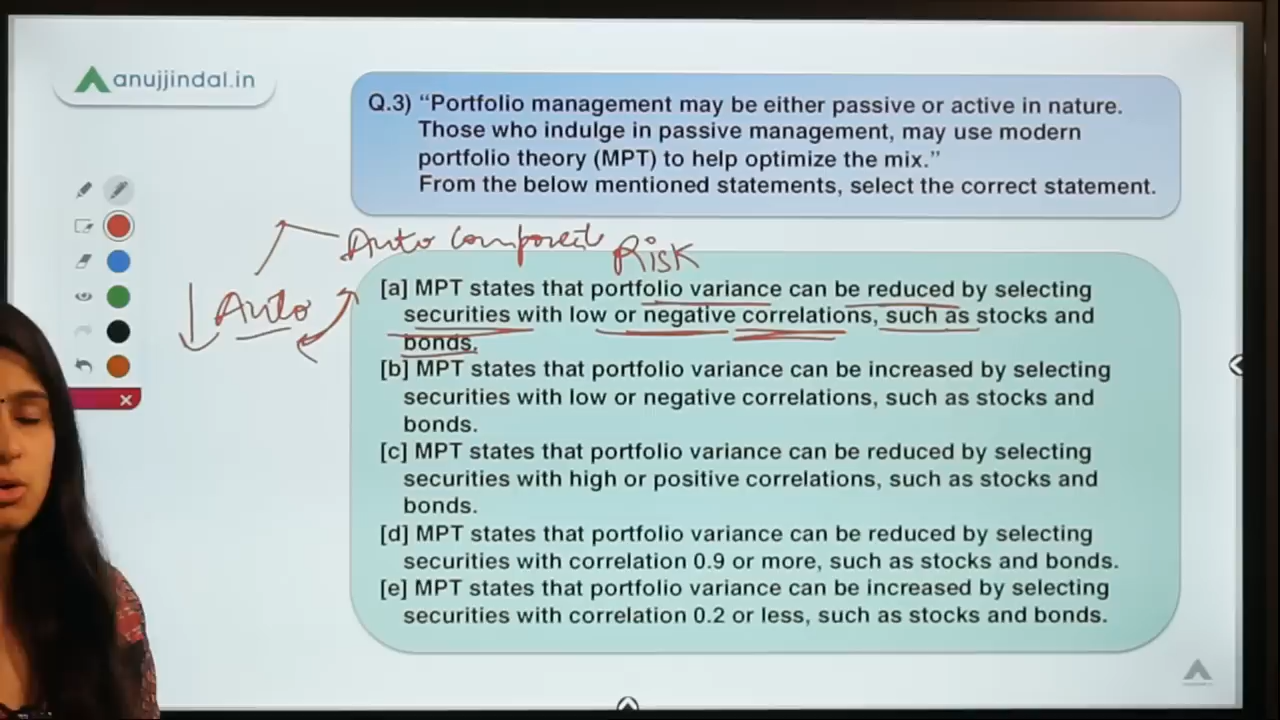 anujjindal.in
Q.3) “Portfolio management may be either passive or active in nature.
Those who indulge in passive management, may use modern
portfolio theory (MPT) to help optimize the mix.”
From the below mentioned statements, select the correct statement.
Auto
Risk
Auto
[a] MPT states that portfolio variance can be reduced by selecting
securities with low or negative correlations, such as stocks and
bonds.
[b] MPT states that portfolio variance can be increased by selecting
securities with low or negative correlations, such as stocks and
bonds.
[c] MPT states that portfolio variance can be reduced by selecting
securities with high or positive correlations, such as stocks and
bonds.
[d] MPT states that portfolio variance can be reduced by selecting
securities with correlation 0.9 or more, such as stocks and bonds.
[e] MPT states that portfolio variance can be increased by selecting
securities with correlation 0.2 or less, such as stocks and bonds.